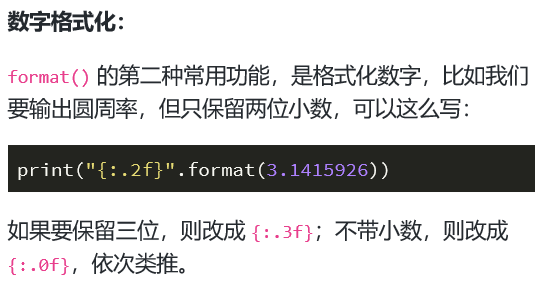 数字格式化：
format() 的第二种常用功能，是格式化数字，比如我们
要输出圆周率，但只保留两位小数，可以这么写：
print("{:.2f}".format(3.1415926))
如果要保留三位，则改成 {:.3f}；不带小数，则改成
{:.0f}，依次类推。